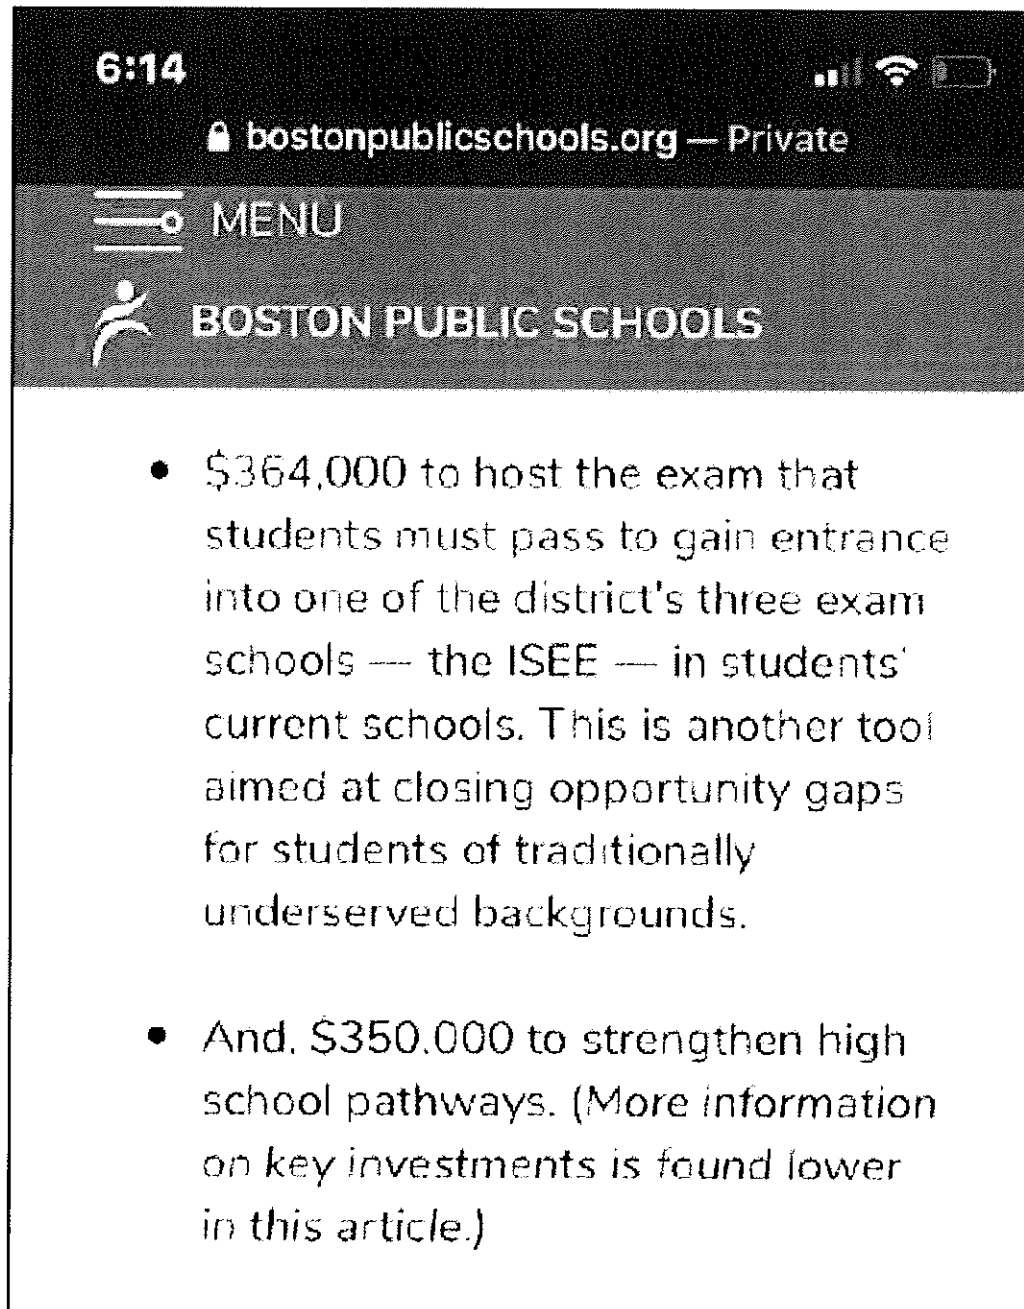 6:14
bostonpublicschools.org — Private
MENU
BOSTON PUBLIC SCHOOLS
• $364,000 to host the exam that
students must pass to gain entrance
into one of the district's three exam
schools — the ISEE — in students'
current schools. This is another tool
aimed at closing opportunity gaps
for students of traditionally
underserved backgrounds.
• And, $350,000 to strengthen high
school pathways. (More information
on key investments is found lower
in this article.)